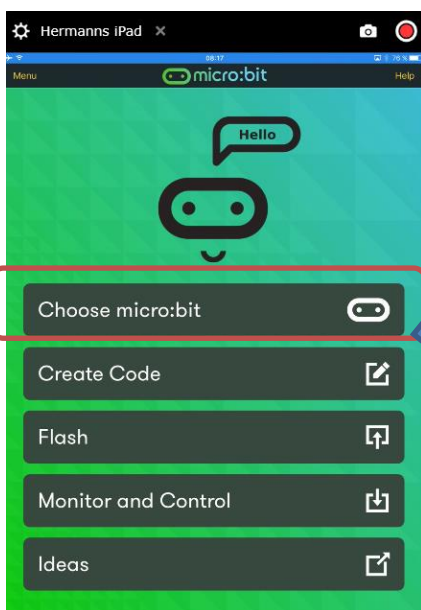 Hermanns iPad
08:17
76 %
Menu
micro:bit
Help
Hello
Choose micro:bit
Create Code
Flash
Monitor and Control
Ideas